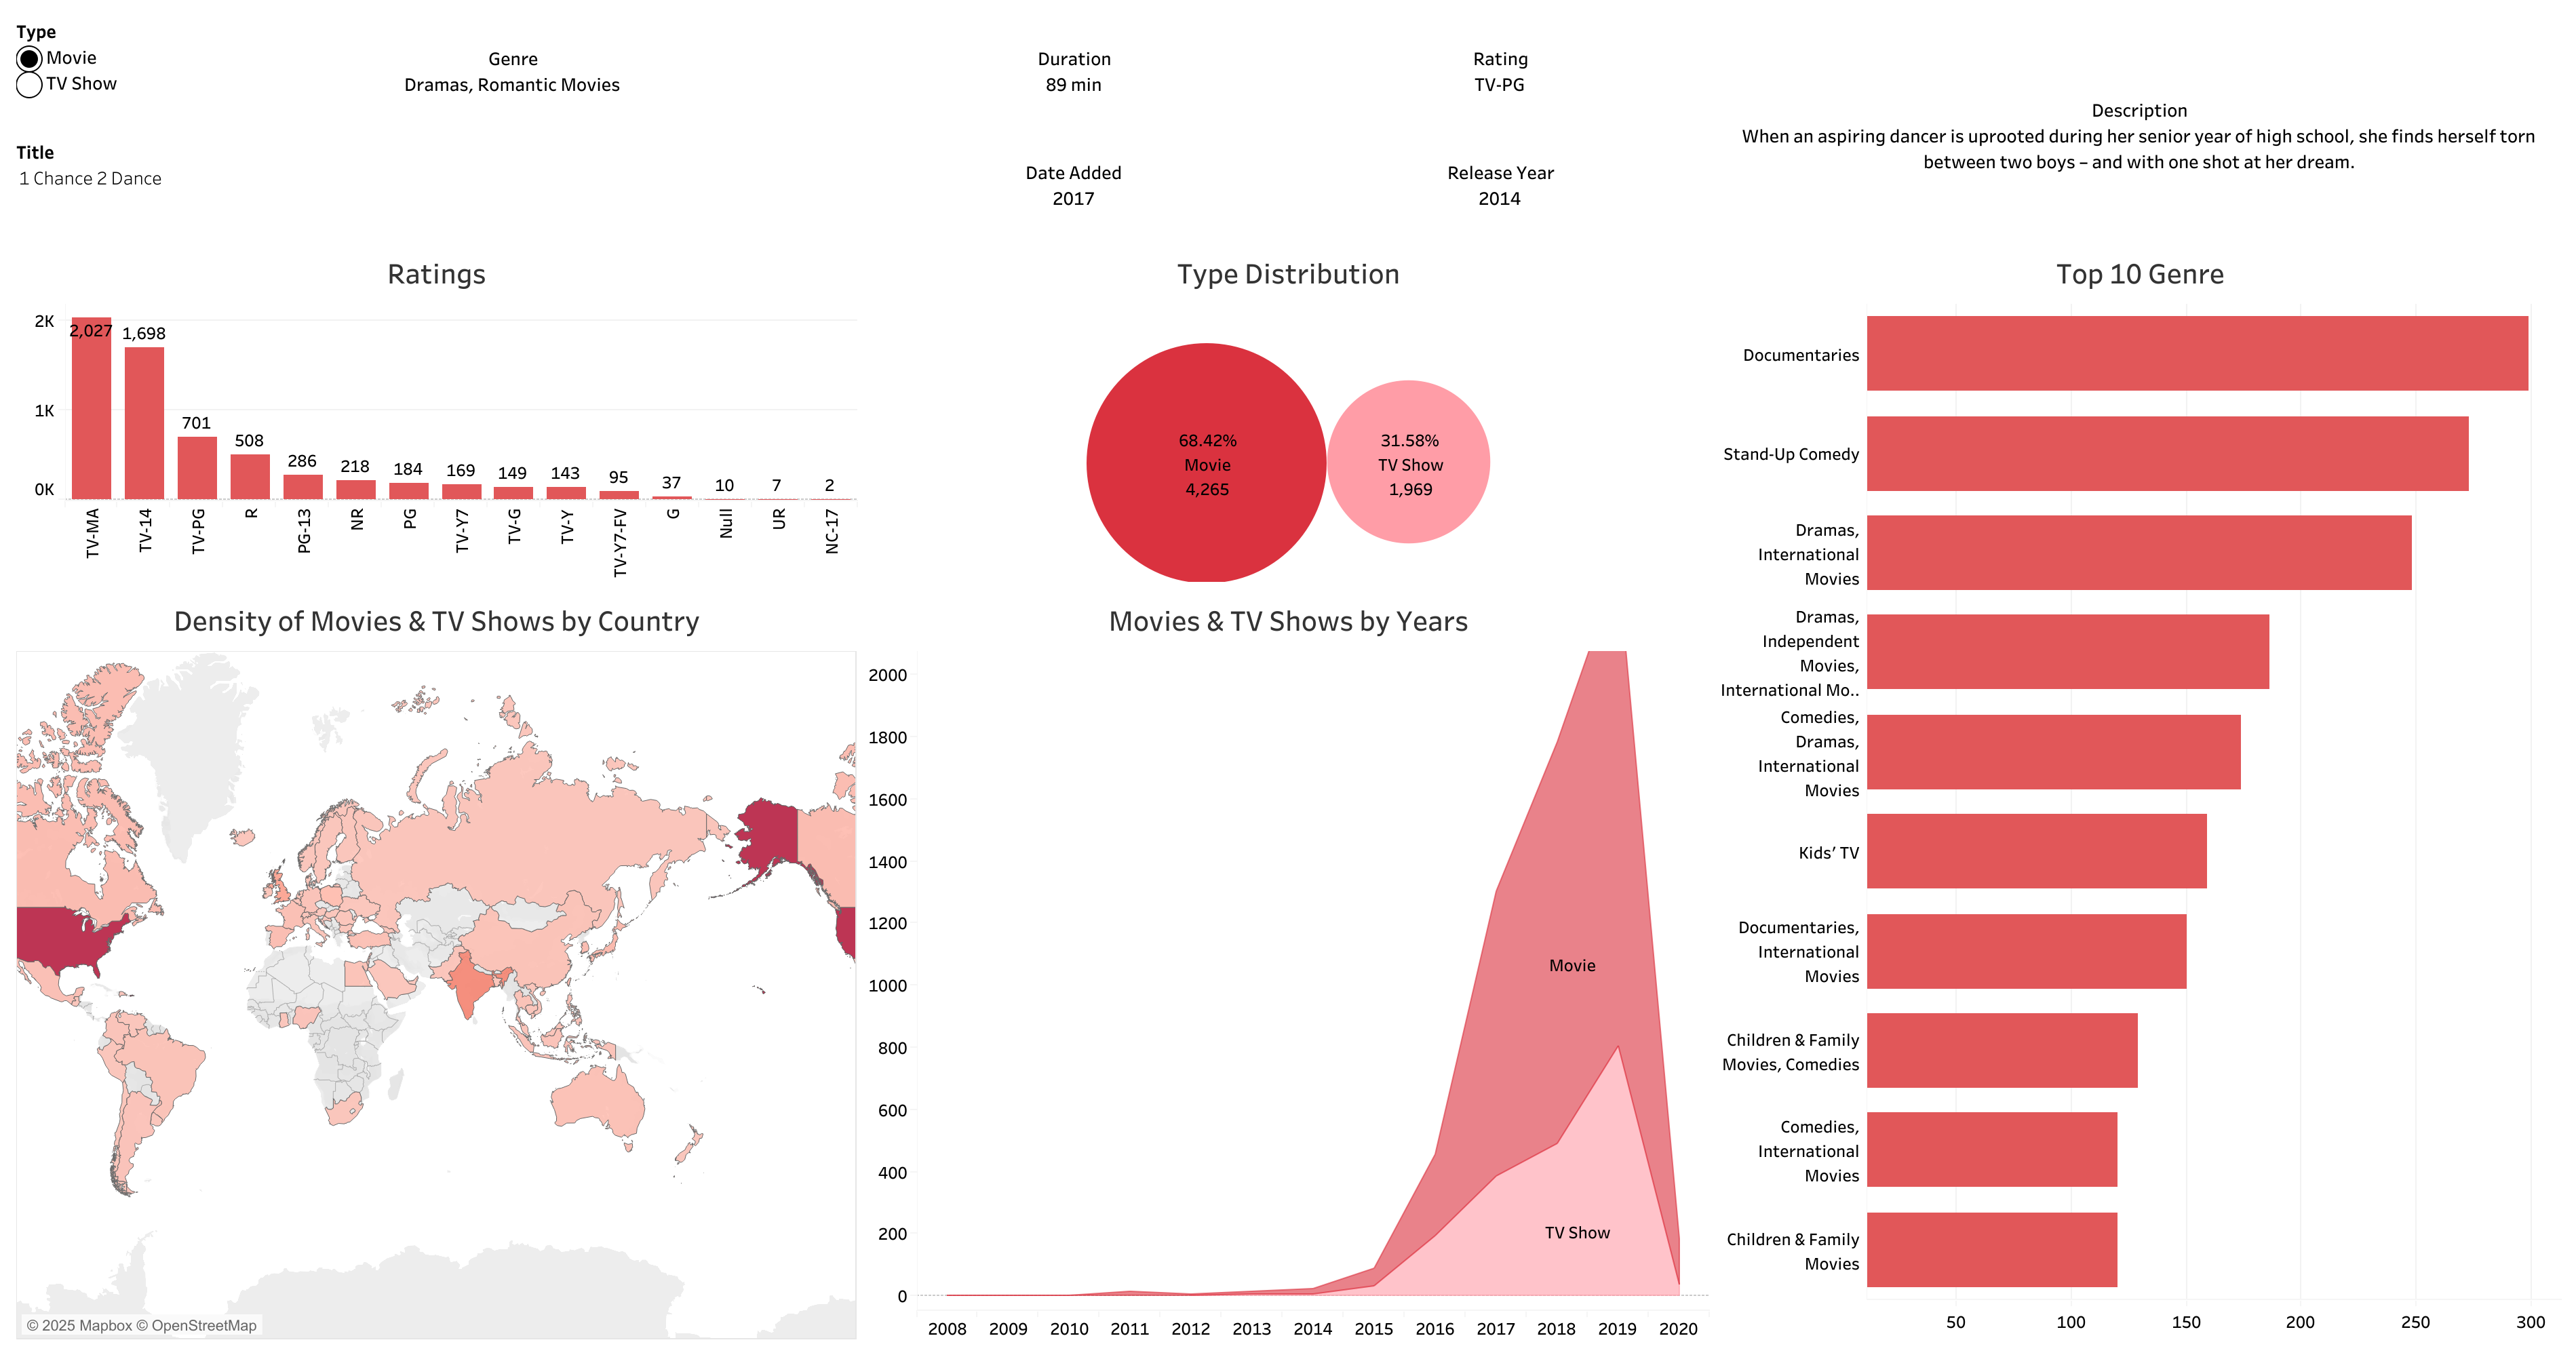 Type
Movie
TV Show
Title
1 Chance 2 Dance
Genre
Dramas, Romantic Movies
Duration
89 min
Rating
TV-PG
Date Added
2017
Release Year
2014
Description
When an aspiring dancer is uprooted during her senior year of high school, she finds herself torn
between two boys – and with one shot at her dream.
Ratings
2K
1K
0K
2,027
1,698
701
508
286
218
184
169
149
143
95
37
10
7
2
TV-MA
TV-14
TV-PG
R
PG-13
NR
PG
TV-Y7
TV-G
TV-Y
TV-Y7-FV
G
Null
UR
NC-17
Type Distribution
68.42%
Movie
4,265
31.58%
TV Show
1,969
Density of Movies & TV Shows by Country
© 2025 Mapbox © OpenStreetMap
Movies & TV Shows by Years
2000
1800
1600
1400
1200
1000
800
600
400
200
0
Movie
TV Show
2008
2009
2010
2011
2012
2013
2014
2015
2016
2017
2018
2019
2020
Top 10 Genre
Documentaries
Stand-Up Comedy
Dramas,
International
Movies
Dramas,
Independent
Movies,
International Mo..
Comedies,
Dramas,
International
Movies
Kids' TV
Documentaries,
International
Movies
Children & Family
Movies, Comedies
Comedies,
International
Movies
Children & Family
Movies
50
100
150
200
250
300